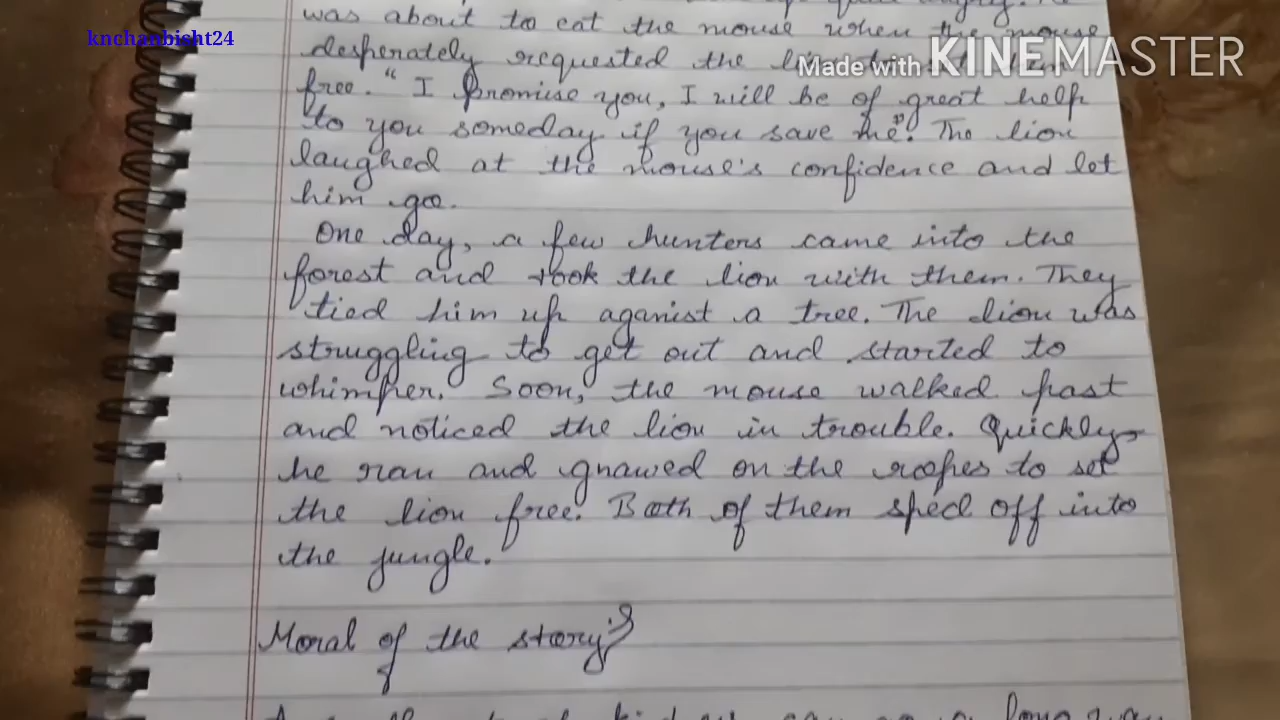 knchanbisht24
Made with KINEMASTER
was about to eat the mouse when the mouse
desperately requested the lion to set him
free. "I promise you, I will be of great help
to you someday if you save me". The lion
laughed at the mouse's confidence and let
him go.
One day, a few hunters came into the
forest and took the lion with them. They
tied him up aganist a tree. The lion was
struggling to get out and started to
whimper. Soon, the mouse walked past
and noticed the lion in trouble. Quickly,
he ran and gnawed on the ropes to set
the lion free. Both of them sped off into
the jungle.
Moral of the story: